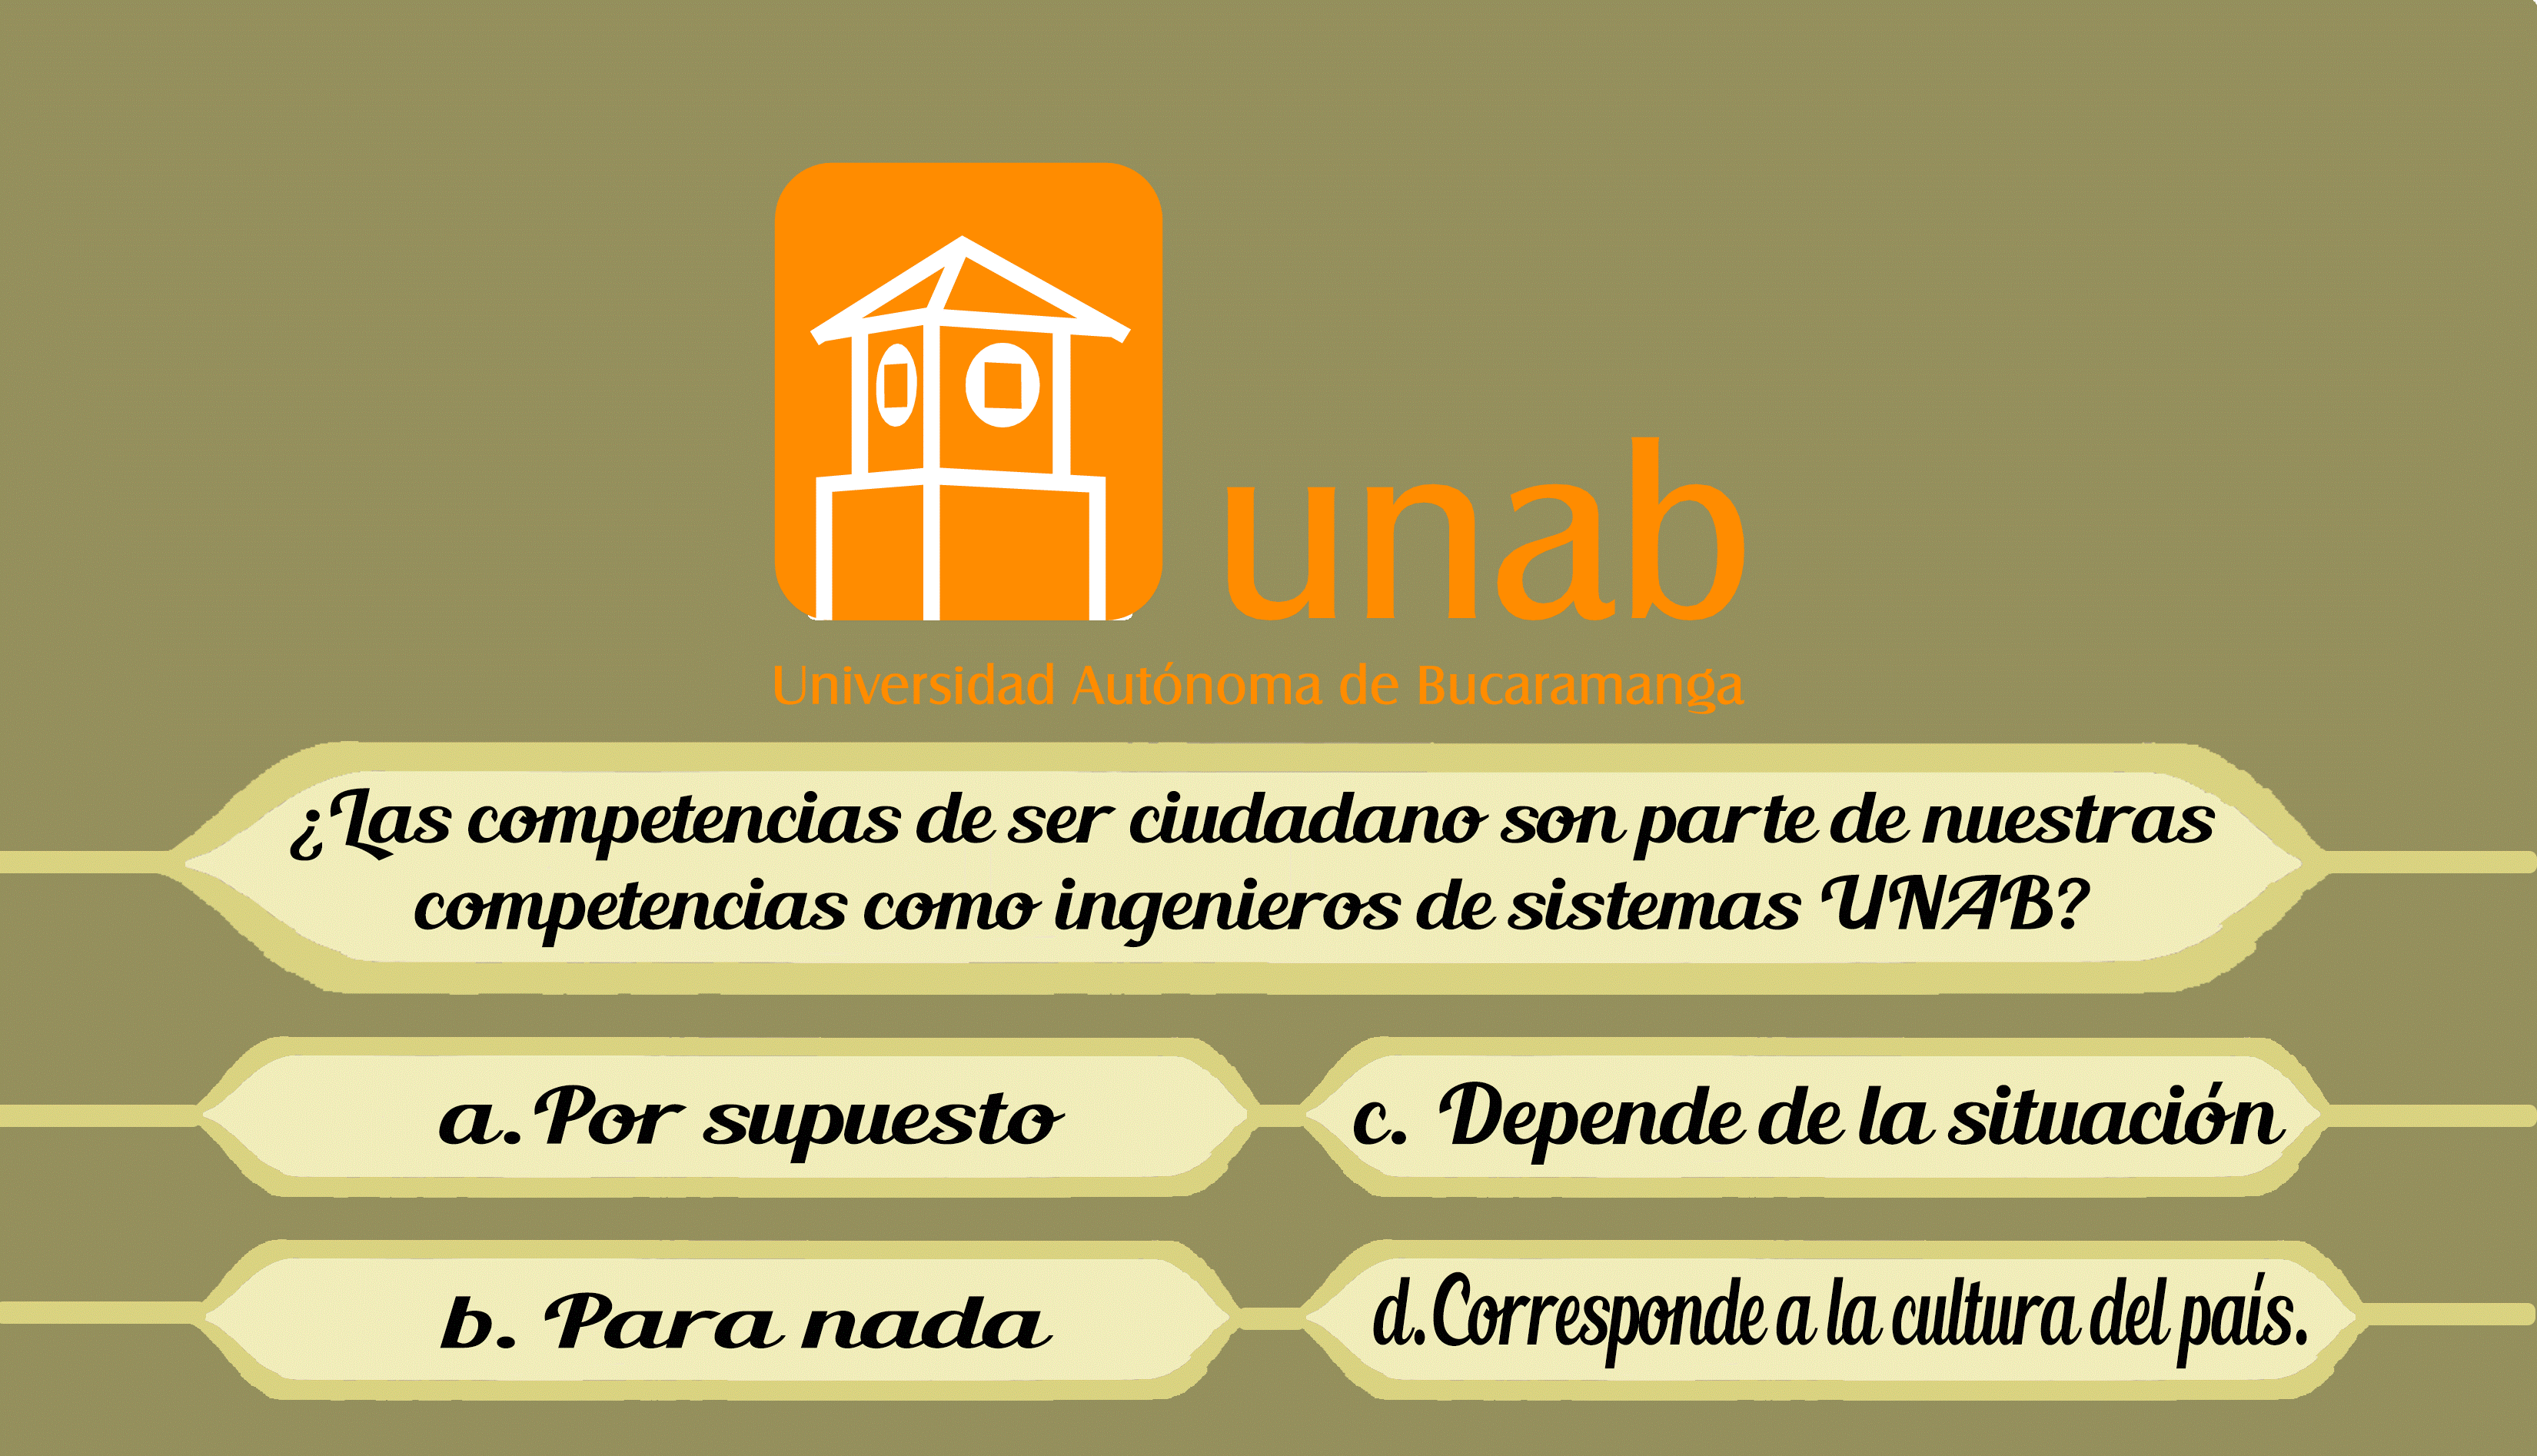 unab
Universidad Autónoma de Bucaramanga
¿Las competencias de ser ciudadano son parte de nuestras
competencias como ingenieros de sistemas UNAB?
a. Por supuesto
c. Depende de la situación
b. Para nada
d. Corresponde a la cultura del país.